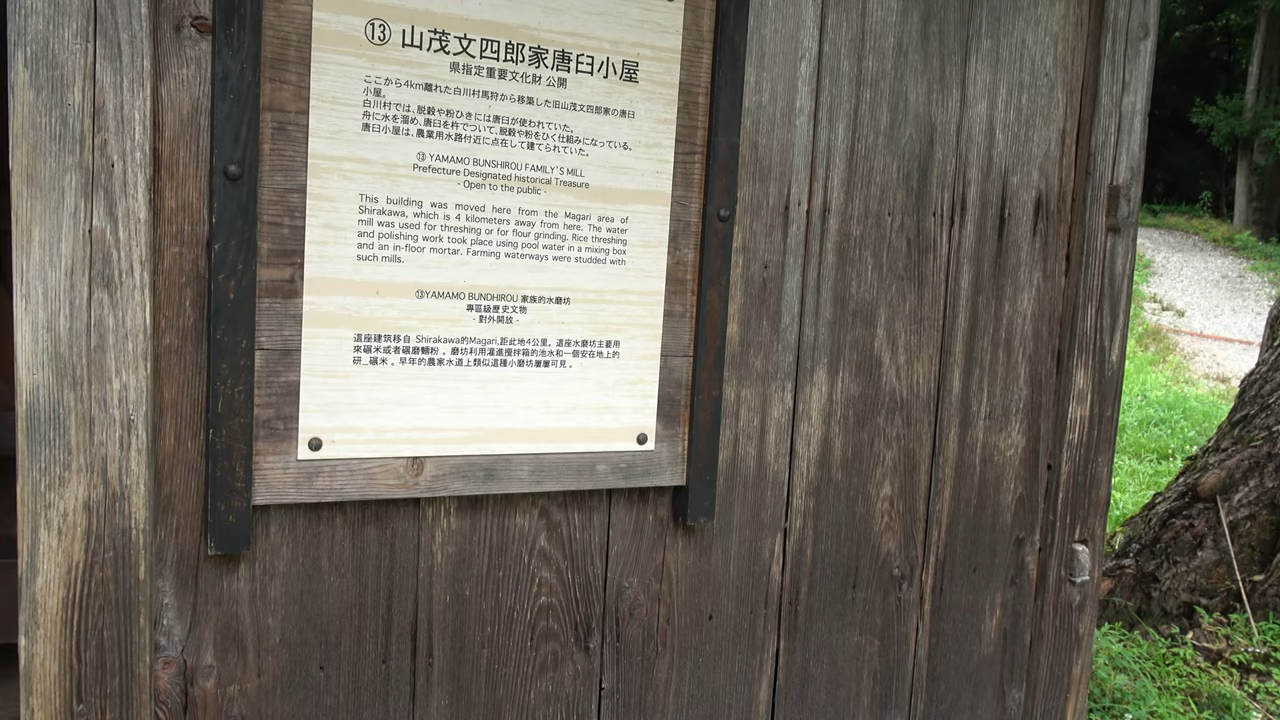 ⑬ 山茂文四郎家唐臼小屋
県指定重要文化財 公開
ここから4km離れた白川村馬狩から移築した旧山茂文四郎家の唐臼
小屋。
白川村では、脱穀や粉ひきには唐臼が使われていた。
舟に水を溜め、唐臼を杵でついて、脱穀や粉をひく仕組みになっている。
唐臼小屋は、農業用水路付近に点在して建てられていた。
⑬ YAMAMO BUNSHIROU FAMILY'S MILL
Prefecture Designated historical Treasure
- Open to the public -
This building was moved here from the Magari area of
Shirakawa, which is 4 kilometers away from here. The water
mill was used for threshing or for flour grinding. Rice threshing
and polishing work took place using pool water in a mixing box
and an in-floor mortar. Farming waterways were studded with
such mills.
⑬YAMAMO BUNDHIROU 家族的水磨坊
專區級歷史文物
- 對外開放 -
這座建筑移自 Shirakawa的Magari,距此地4公里。這座水磨坊主要用
來碾米或者碾磨麵粉 。磨坊利用灌進攪拌箱的池水和一個安在地上的
研_碾米 。早年的農家水道上類似這種小磨坊屢屢可見 。